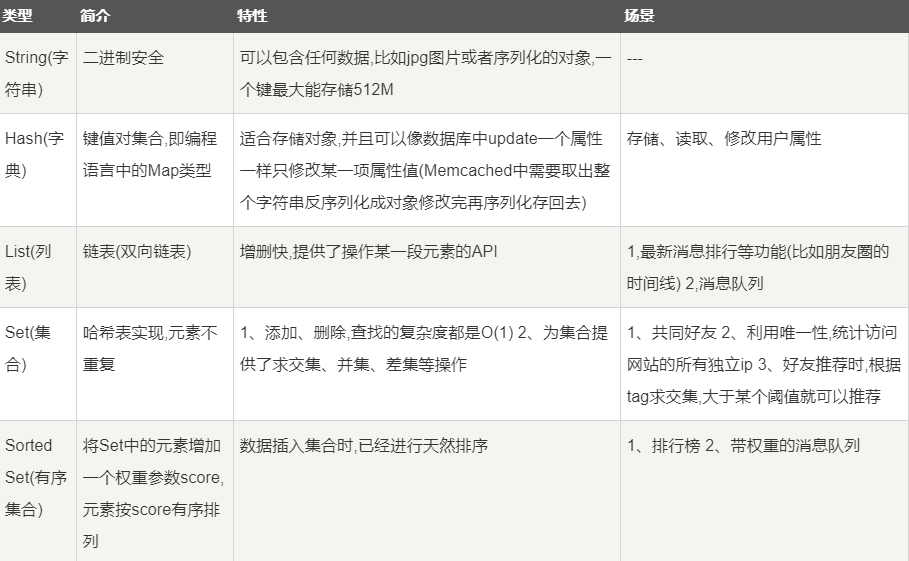 类型 简介 特性 场景
String(字 二进制安全 可以包含任何数据,比如jpg图片或者序列化的对象,一 ---
符串) 个键最大能存储512M
Hash(字 键值对集合,即编程 适合存储对象,并且可以像数据库中update一个属性 存储、读取、修改用户属性
典) 语言中的Map类型 一样只修改某一项属性值(Memcached中需要取出整
个字符串反序列化成对象修改完再序列化存回去)
List(列 链表(双向链表) 增删快,提供了操作某一段元素的API 1,最新消息排行等功能(比如朋友圈的
表) 时间线) 2,消息队列
Set(集 哈希表实现,元素不 1、添加、删除,查找的复杂度都是O(1) 2、为集合提 1、共同好友 2、利用唯一性,统计访问
合) 重复 供了求交集、并集、差集等操作 网站的所有独立ip 3、好友推荐时,根据
tag求交集,大于某个阈值就可以推荐
Sorted 将Set中的元素增加 数据插入集合时,已经进行天然排序 1、排行榜 2、带权重的消息队列
Set(有序 一个权重参数score,
集合) 元素按score有序排
列